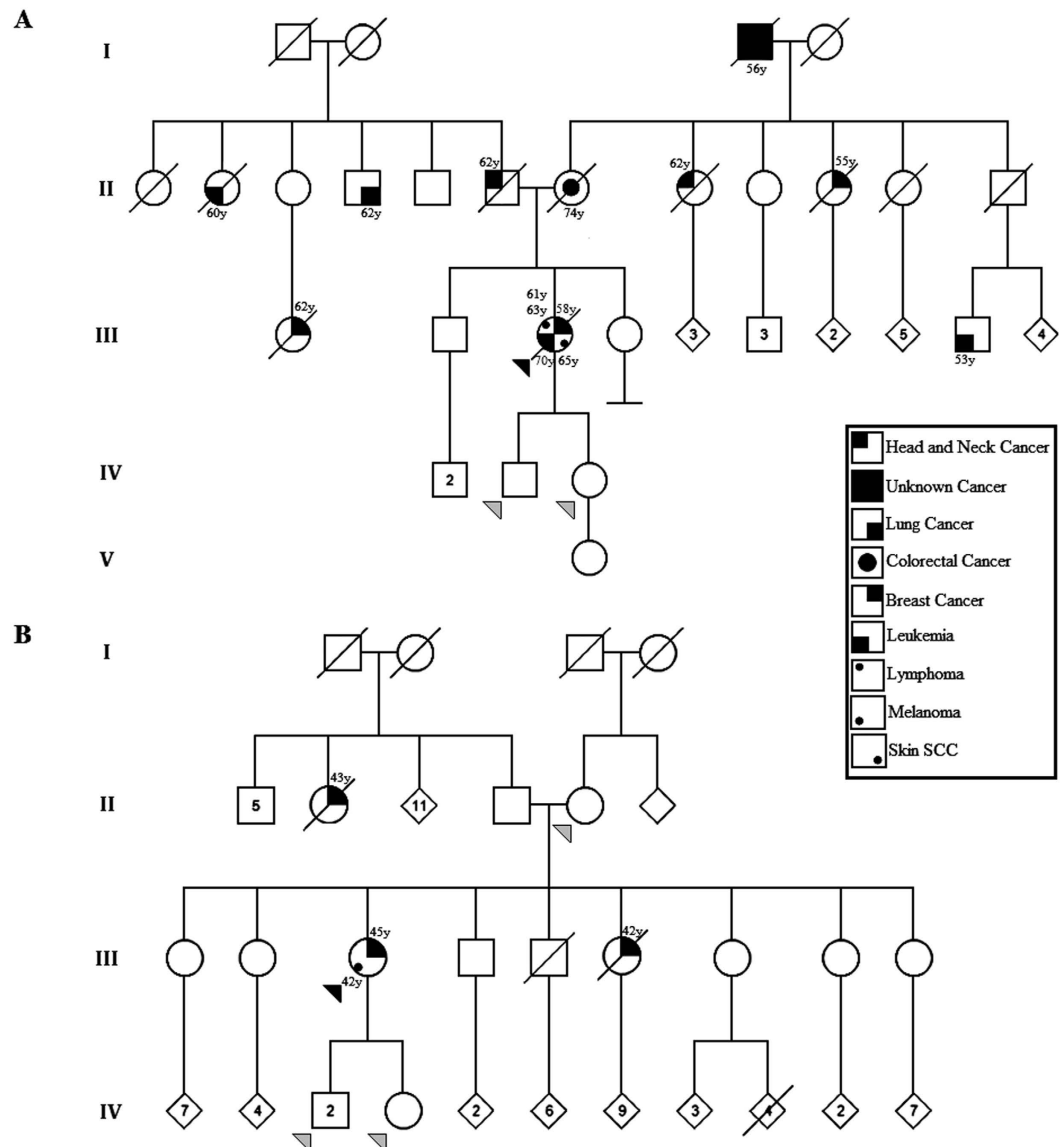 A
I
56y
62y
62y
55y
II
60y
62y
74y
62y
61y
63y
58y
III
3
3
2
5
4
70y
65y
53y
IV
2
V
Head and Neck Cancer
Unknown Cancer
Lung Cancer
Colorectal Cancer
Breast Cancer
Leukemia
Lymphoma
Melanoma
Skin SCC
B
I
43y
II
5
11
45y
42y
III
42y
IV
7
4
2
2
6
9
3
4
2
7